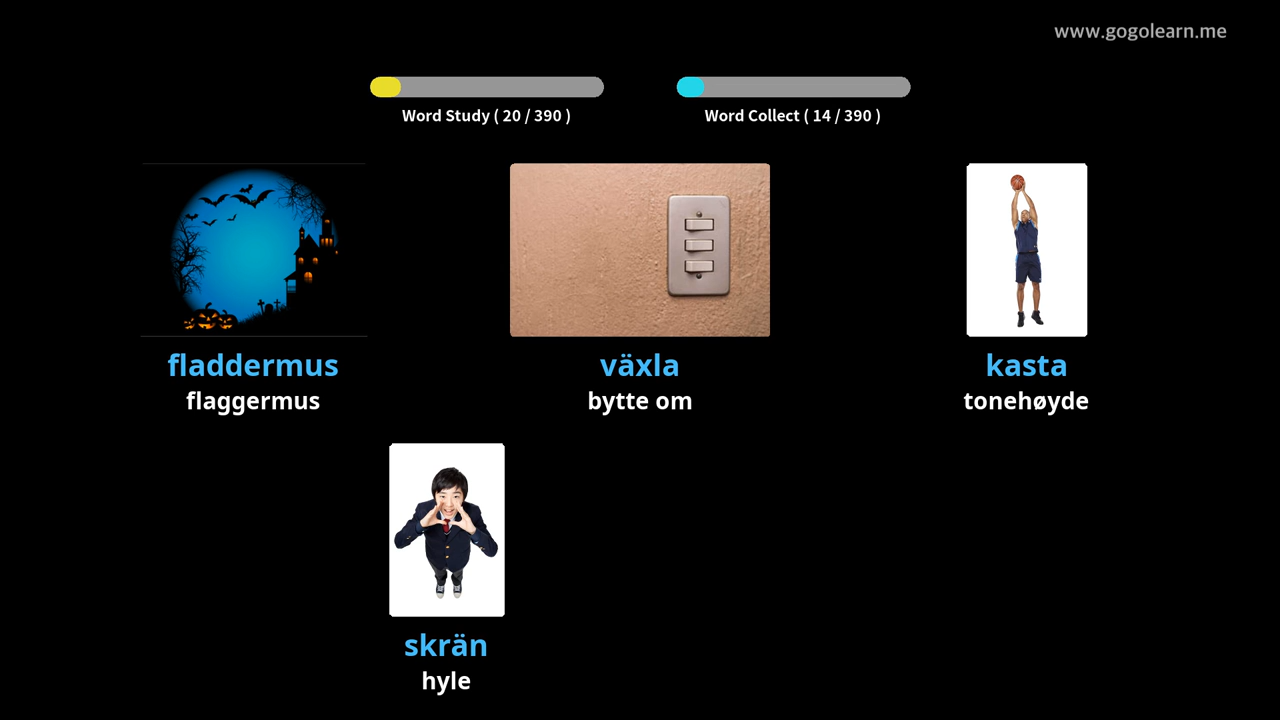 www.gogolearn.me
Word Study ( 20 / 390 )
Word Collect ( 14 / 390 )
fladdermus
flaggermus
växla
bytte om
kasta
tonehøyde
skrän
hyle